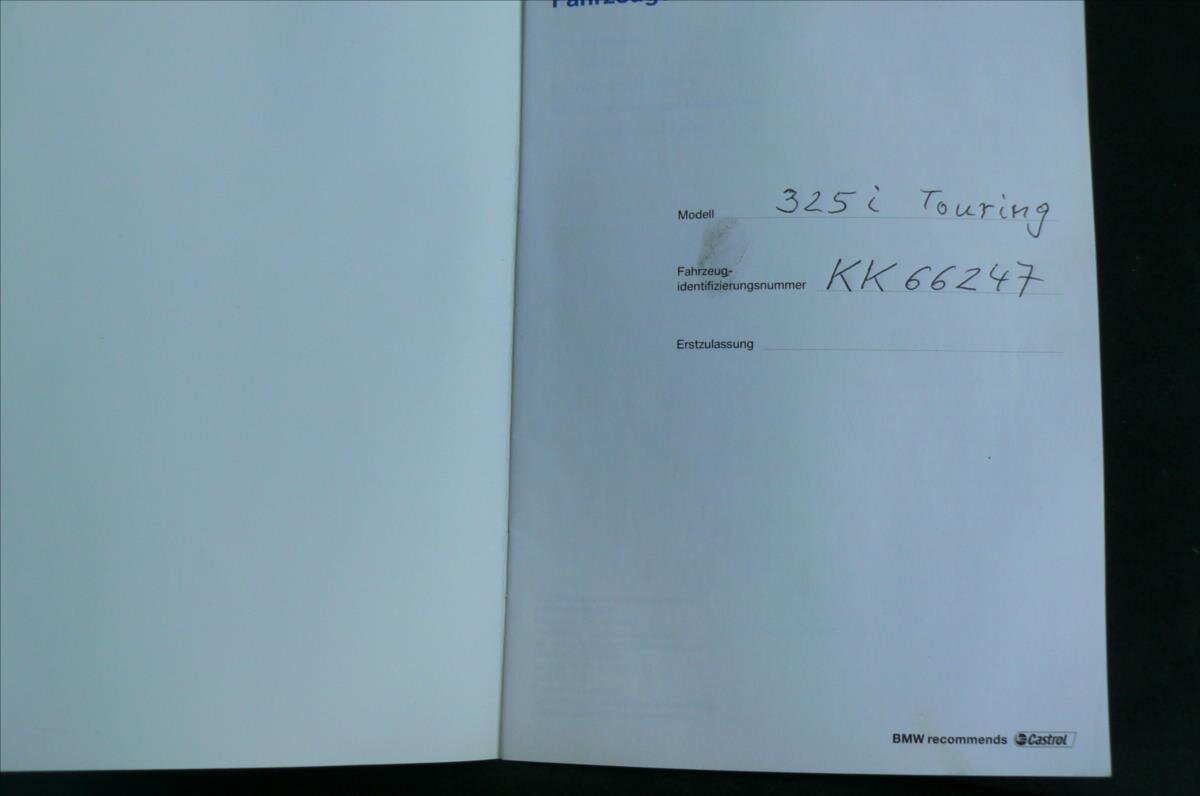 Modell 325i Touring
Fahrzeug-
identifizierungsnummer KK66247
Erstzulassung
BMW recommends Castrol